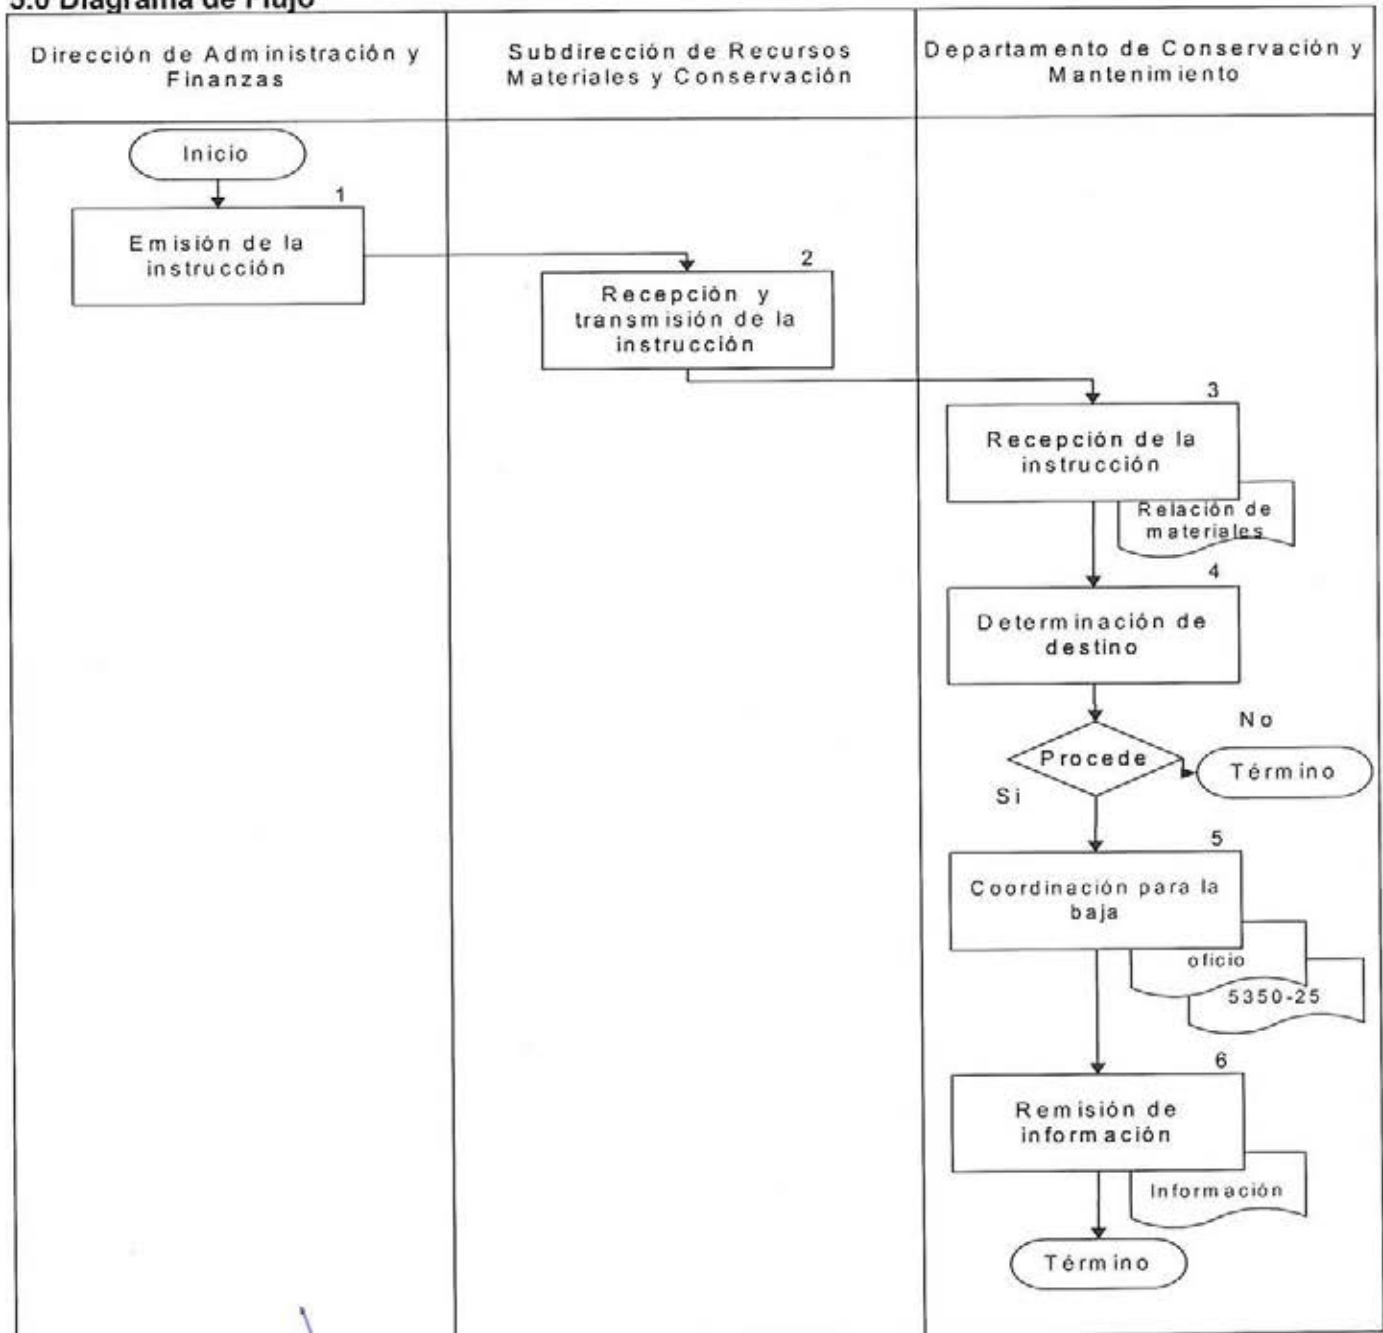 5.0 Diagrama de Flujo
Dirección de Administración y
Finanzas
Subdirección de Recursos
Materiales y Conservación
Departamento de Conservación y
Mantenimiento
Inicio
1
Emisión de la
instrucción
2
Recepción y
transmisión de la
instrucción
3
Recepción de la
instrucción
Relación de
materiales
4
Determinación de
destino
No
Procede
Término
Si
5
Coordinación para la
baja
oficio
5350-25
6
Remisión de
información
Información
Término